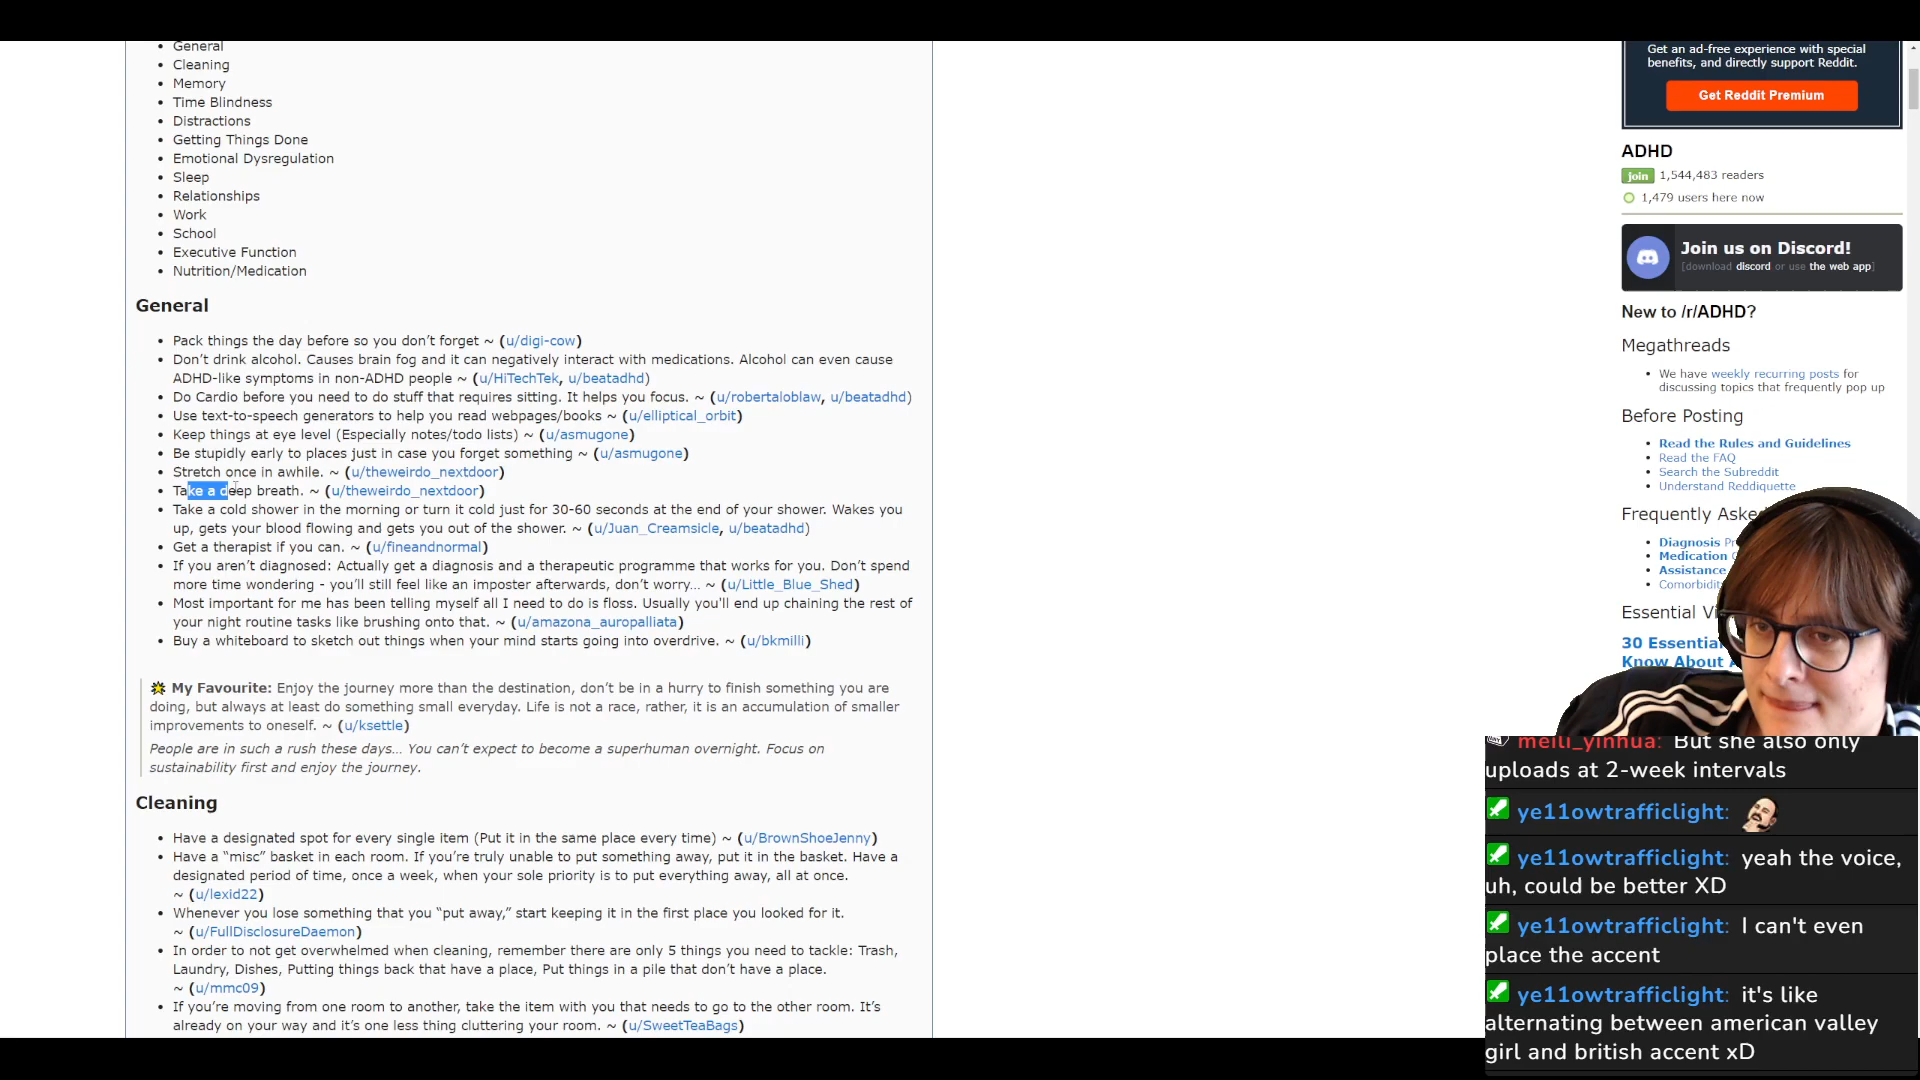 General
Cleaning
Memory
Time Blindness
Distractions
Getting Things Done
Emotional Dysregulation
Sleep
Relationships
Work
School
Executive Function
Nutrition/Medication
General
Pack things the day before so you don’t forget ~ (u/digi-cow)
Don’t drink alcohol. Causes brain fog and it can negatively interact with medications. Alcohol can even cause
ADHD-like symptoms in non-ADHD people ~ (u/HiTechTek, u/beatadhd)
Do Cardio before you need to do stuff that requires sitting. It helps you focus. ~ (u/robertaloblaw, u/beatadhd)
Use text-to-speech generators to help you read webpages/books ~ (u/elliptical_orbit)
Keep things at eye level (Especially notes/todo lists) ~ (u/asmugone)
Be stupidly early to places just in case you forget something ~ (u/asmugone)
Stretch once in awhile. ~ (u/theweirdo_nextdoor)
Take a deep breath. ~ (u/theweirdo_nextdoor)
Take a cold shower in the morning or turn it cold just for 30-60 seconds at the end of your shower. Wakes you
up, gets your blood flowing and gets you out of the shower. ~ (u/Juan_Creamsicle, u/beatadhd)
Get a therapist if you can. ~ (u/fineandnormal)
If you aren’t diagnosed: Actually get a diagnosis and a therapeutic programme that works for you. Don’t spend
more time wondering - you’ll still feel like an imposter afterwards, don’t worry… ~ (u/Little_Blue_Shed)
Most important for me has been telling myself all I need to do is floss. Usually you'll end up chaining the rest of
your night routine tasks like brushing onto that. ~ (u/amazona_auropalliata)
Buy a whiteboard to sketch out things when your mind starts going into overdrive. ~ (u/bkmilli)
My Favourite: Enjoy the journey more than the destination, don’t be in a hurry to finish something you are
doing, but always at least do something small everyday. Life is not a race, rather, it is an accumulation of smaller
improvements to oneself. ~ (u/ksettle)
People are in such a rush these days… You can’t expect to become a superhuman overnight. Focus on
sustainability first and enjoy the journey.
Cleaning
Have a designated spot for every single item (Put it in the same place every time) ~ (u/BrownShoeJenny)
Have a “misc” basket in each room. If you’re truly unable to put something away, put it in the basket. Have a
designated period of time, once a week, when your sole priority is to put everything away, all at once.
~ (u/lexid22)
Whenever you lose something that you “put away,” start keeping it in the first place you looked for it.
~ (u/FullDisclosureDaemon)
In order to not get overwhelmed when cleaning, remember there are only 5 things you need to tackle: Trash,
Laundry, Dishes, Putting things back that have a place, Put things in a pile that don’t have a place.
~ (u/mmc09)
If you’re moving from one room to another, take the item with you that needs to go to the other room. It’s
already on your way and it’s one less thing cluttering your room. ~ (u/SweetTeaBags)
Get an ad-free experience with special
benefits, and directly support Reddit.
Get Reddit Premium
ADHD
join 1,544,483 readers
1,479 users here now
Join us on Discord!
[download discord or use the web app]
New to /r/ADHD?
Megathreads
We have weekly recurring posts for
discussing topics that frequently pop up
Before Posting
Read the Rules and Guidelines
Read the FAQ
Search the Subreddit
Understand Reddiquette
Frequently Aske
Diagnosis
Medication
Assistance
Comorbidit
Essential Vi
30 Essentia
Know About
meili_yinhua: But she also only
uploads at 2-week intervals
ye11owtrafficlight:
ye11owtrafficlight: yeah the voice,
uh, could be better XD
ye11owtrafficlight: I can't even
place the accent
ye11owtrafficlight: it's like
alternating between american valley
girl and british accent xD